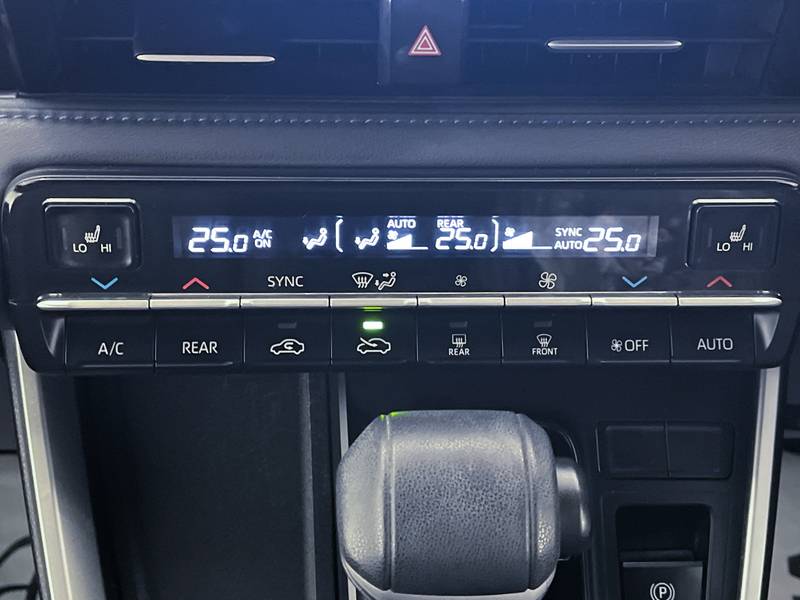 AUTO REAR SYNC
25.0 A/C ON 25.0 AUTO 25.0
LO HI LO HI
SYNC
A/C REAR REAR FRONT OFF AUTO
P